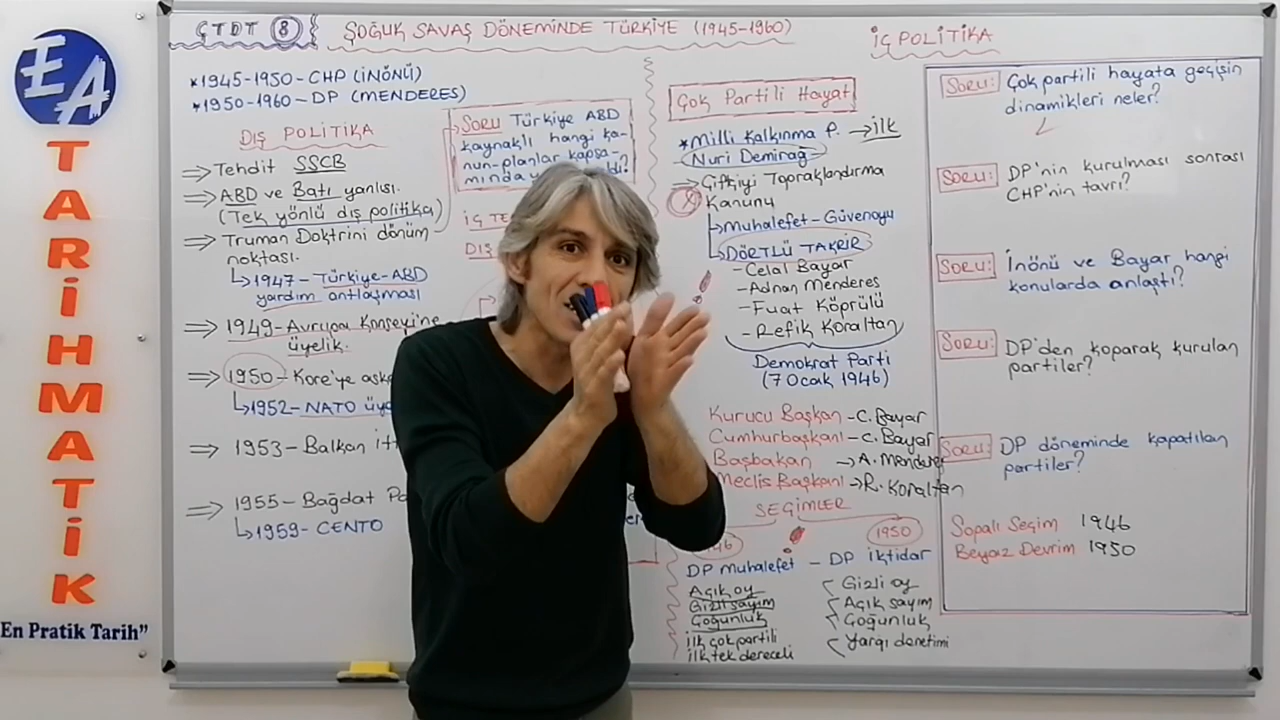 EA
TARİHMATİK
"En Pratik Tarih"
ÇTDT 8
SOĞUK SAVAŞ DÖNEMİNDE TÜRKİYE (1945-1960)
İÇ POLİTİKA
*1945-1950-CHP (İNÖNÜ)
*1950-1960-DP (MENDERES)
DIŞ POLİTİKA
⇒Tehdit SSCB
⇒ABD ve Batı yanlısı.
(Tek yönlü dış politika)
⇒Truman Doktrini dönüm
noktası.
↳1947-Türkiye-ABD
yardım antlaşması
⇒1949-Avrupa Konseyi'ne
üyelik.
⇒1950-Kore'ye
↳1952-NATO
⇒1953-Balkan
⇒1955-Bağdat
↳1959-CENTO
SORU Türkiye ABD
kaynaklı hangi ka-
nun-planlar kapsa-
mında
İÇ
DIŞ
Çok Partili Hayat
*Milli Kalkınma P. →İlk
Nuri Demirağ
⇒Çiftçiyi Topraklandırma
Kanunu
↳Muhalefet-Güvenoyu
↳DÖRTLÜ TAKRİR
-Celal Bayar
-Adnan Menderes
-Fuat Köprülü
-Refik Koraltan
Demokrat Parti
(7 Ocak 1946)
Kurucu Başkan-C. Bayar
Cumhurbaşkanı-C. Bayar
Başbakan →A. Menderes
Meclis Başkanı→R. Koraltan
SEÇİMLER
46 1950
DP Muhalefet - DP İktidar
Açık oy
Gizli sayım
Çoğunluk
ilk çok partili
ilk tek dereceli
Gizli oy
Açık sayım
Çoğunluk
Yargı denetimi
Soru: Çok partili hayata geçişin
dinamikleri neler?
Soru: DP'nin kurulması sonrası
CHP'nin tavrı?
Soru: İnönü ve Bayar hangi
konularda anlaştı?
Soru: DP'den koparak kurulan
partiler?
Soru: DP döneminde kapatılan
partiler?
Sopalı Seçim 1946
Beyaz Devrim 1950